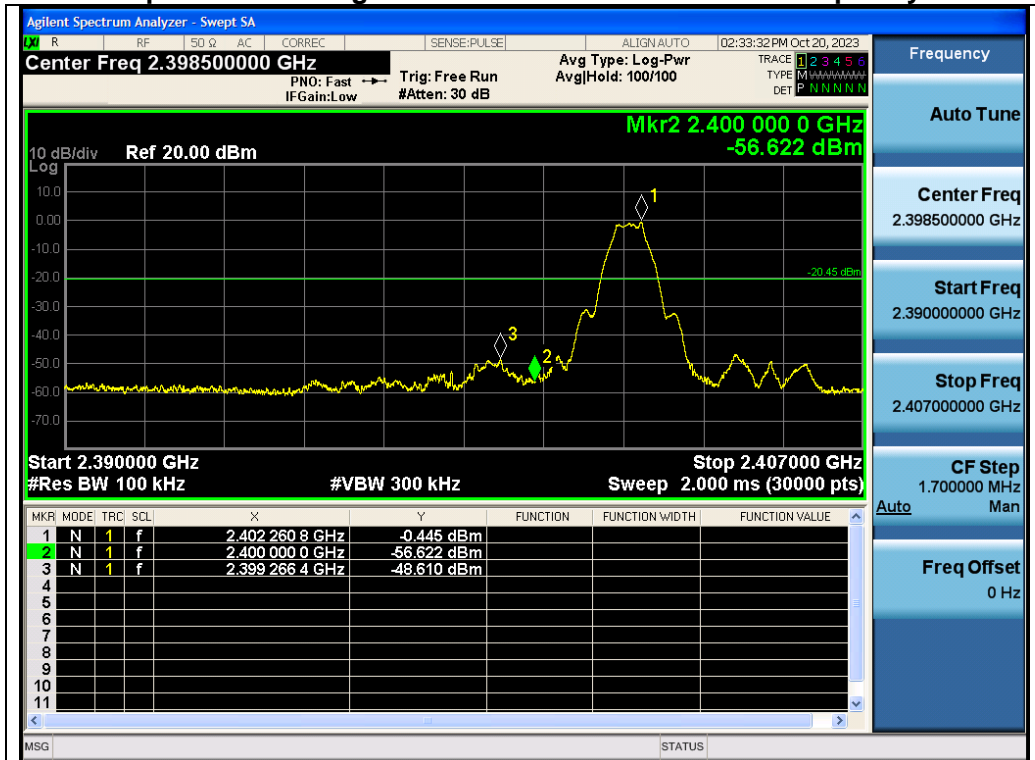 Agilent Spectrum Analyzer - Swept SA
LXI R RF 50 Ω AC CORREC SENSE:PULSE ALIGN AUTO 02:33:32 PM Oct 20, 2023
Center Freq 2.398500000 GHz
PNO: Fast
IFGain:Low
Trig: Free Run
#Atten: 30 dB
Avg Type: Log-Pwr
Avg|Hold: 100/100
TRACE 1 2 3 4 5 6
TYPE M
DET P N N N N N
Mkr2 2.400 000 0 GHz
-56.622 dBm
10 dB/div Ref 20.00 dBm
Log
10.0
0.00
-10.0
-20.0
-30.0
-40.0
-50.0
-60.0
-70.0
1
-20.45 dBm
3
2
Start 2.390000 GHz Stop 2.407000 GHz
#Res BW 100 kHz #VBW 300 kHz Sweep 2.000 ms (30000 pts)
MKR MODE TRC SCL X Y FUNCTION FUNCTION WIDTH FUNCTION VALUE
1 N 1 f 2.402 260 8 GHz -0.445 dBm
2 N 1 f 2.400 000 0 GHz -56.622 dBm
3 N 1 f 2.399 266 4 GHz -48.610 dBm
4
5
6
7
8
9
10
11
MSG STATUS
Frequency
Auto Tune
Center Freq
2.398500000 GHz
Start Freq
2.390000000 GHz
Stop Freq
2.407000000 GHz
CF Step
1.700000 MHz
Auto Man
Freq Offset
0 Hz